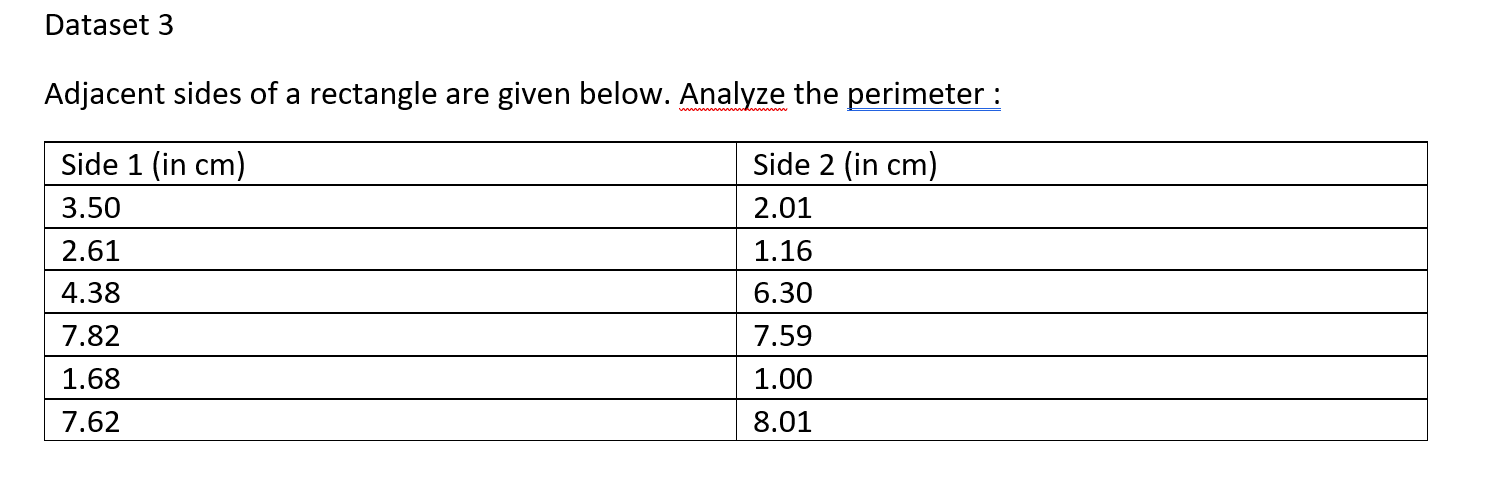 Dataset 3
Adjacent sides of a rectangle are given below. Analyze the perimeter :
Side 1 (in cm) Side 2 (in cm)
3.50 2.01
2.61 1.16
4.38 6.30
7.82 7.59
1.68 1.00
7.62 8.01